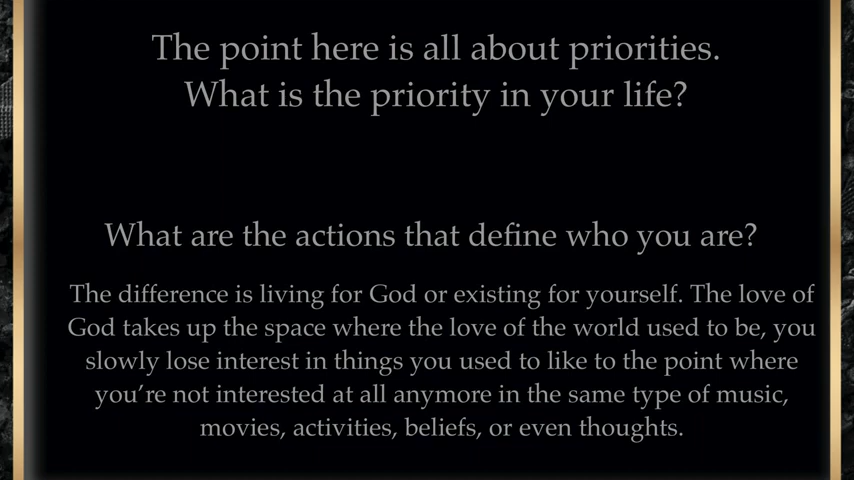 The point here is all about priorities.
What is the priority in your life?
What are the actions that define who you are?
The difference is living for God or existing for yourself. The love of
God takes up the space where the love of the world used to be, you
slowly lose interest in things you used to like to the point where
you’re not interested at all anymore in the same type of music,
movies, activities, beliefs, or even thoughts.